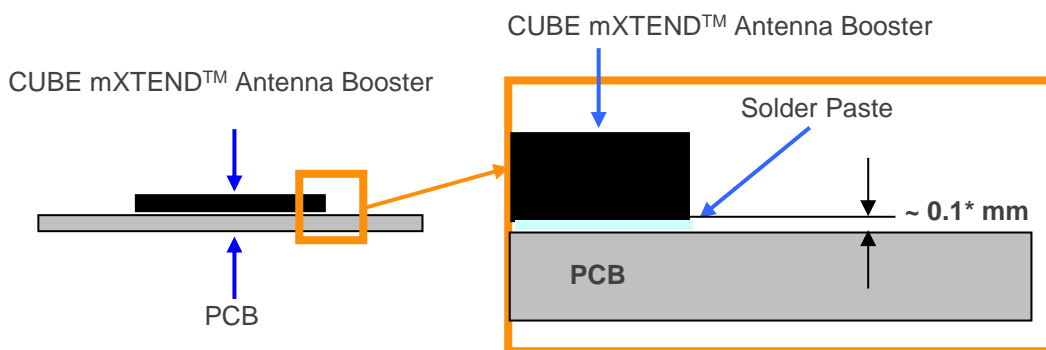 CUBE mXTEND™ Antenna Booster
PCB
CUBE mXTEND™ Antenna Booster
Solder Paste
~ 0.1* mm
PCB